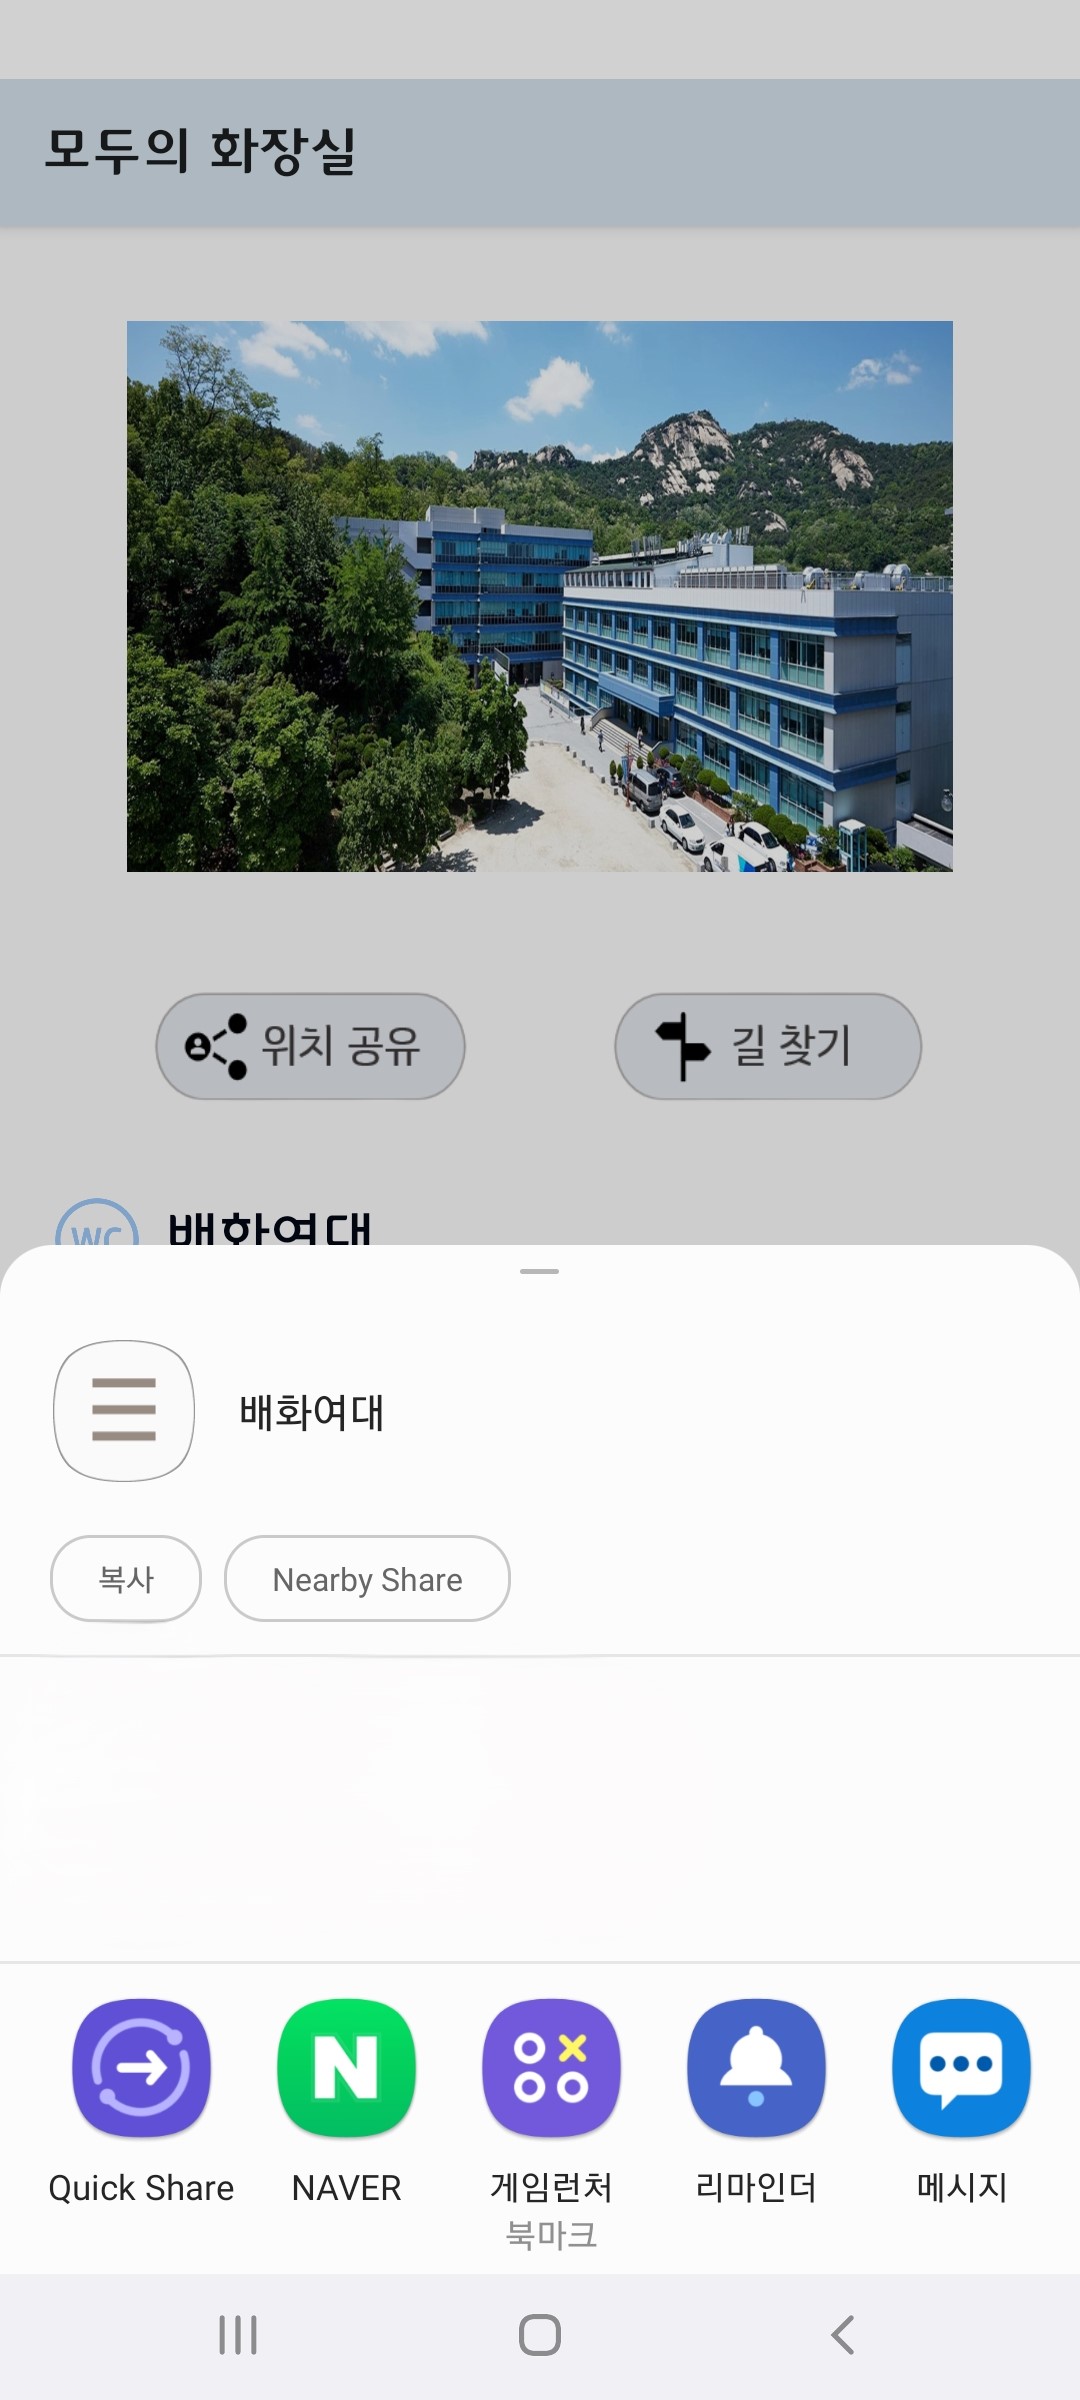 모두의 화장실
위치 공유
길 찾기
WC 배화여대
배화여대
복사
Nearby Share
Quick Share
NAVER
게임런처
북마크
리마인더
메시지